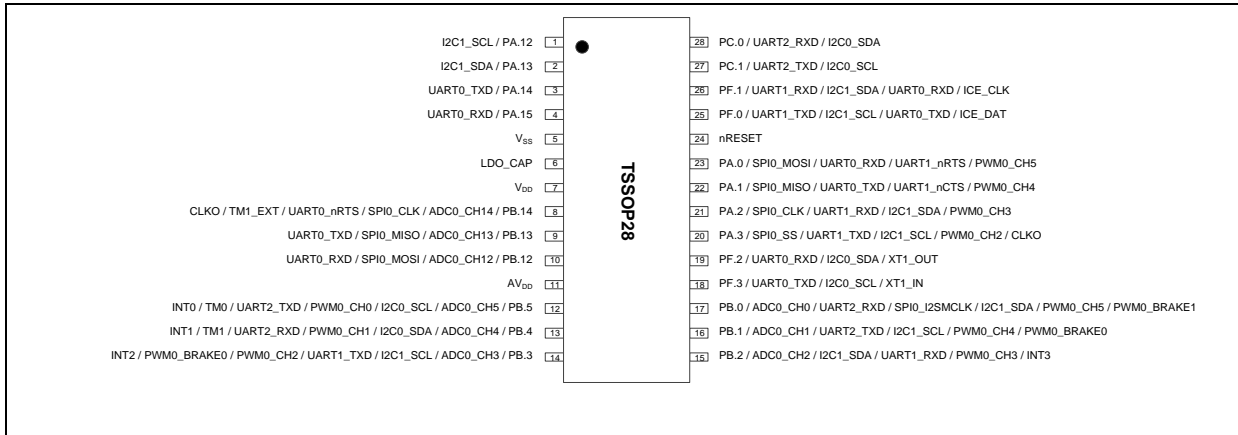 I2C1_SCL / PA.12 1
I2C1_SDA / PA.13 2
UART0_TXD / PA.14 3
UART0_RXD / PA.15 4
VSS 5
LDO_CAP 6
VDD 7
CLKO / TM1_EXT / UART0_nRTS / SPI0_CLK / ADC0_CH14 / PB.14 8
UART0_TXD / SPI0_MISO / ADC0_CH13 / PB.13 9
UART0_RXD / SPI0_MOSI / ADC0_CH12 / PB.12 10
AVDD 11
INT0 / TM0 / UART2_TXD / PWM0_CH0 / I2C0_SCL / ADC0_CH5 / PB.5 12
INT1 / TM1 / UART2_RXD / PWM0_CH1 / I2C0_SDA / ADC0_CH4 / PB.4 13
INT2 / PWM0_BRAKE0 / PWM0_CH2 / UART1_TXD / I2C1_SCL / ADC0_CH3 / PB.3 14
TSSOP28
28 PC.0 / UART2_RXD / I2C0_SDA
27 PC.1 / UART2_TXD / I2C0_SCL
26 PF.1 / UART1_RXD / I2C1_SDA / UART0_RXD / ICE_CLK
25 PF.0 / UART1_TXD / I2C1_SCL / UART0_TXD / ICE_DAT
24 nRESET
23 PA.0 / SPI0_MOSI / UART0_RXD / UART1_nRTS / PWM0_CH5
22 PA.1 / SPI0_MISO / UART0_TXD / UART1_nCTS / PWM0_CH4
21 PA.2 / SPI0_CLK / UART1_RXD / I2C1_SDA / PWM0_CH3
20 PA.3 / SPI0_SS / UART1_TXD / I2C1_SCL / PWM0_CH2 / CLKO
19 PF.2 / UART0_RXD / I2C0_SDA / XT1_OUT
18 PF.3 / UART0_TXD / I2C0_SCL / XT1_IN
17 PB.0 / ADC0_CH0 / UART2_RXD / SPI0_I2SMCLK / I2C1_SDA / PWM0_CH5 / PWM0_BRAKE1
16 PB.1 / ADC0_CH1 / UART2_TXD / I2C1_SCL / PWM0_CH4 / PWM0_BRAKE0
15 PB.2 / ADC0_CH2 / I2C1_SDA / UART1_RXD / PWM0_CH3 / INT3